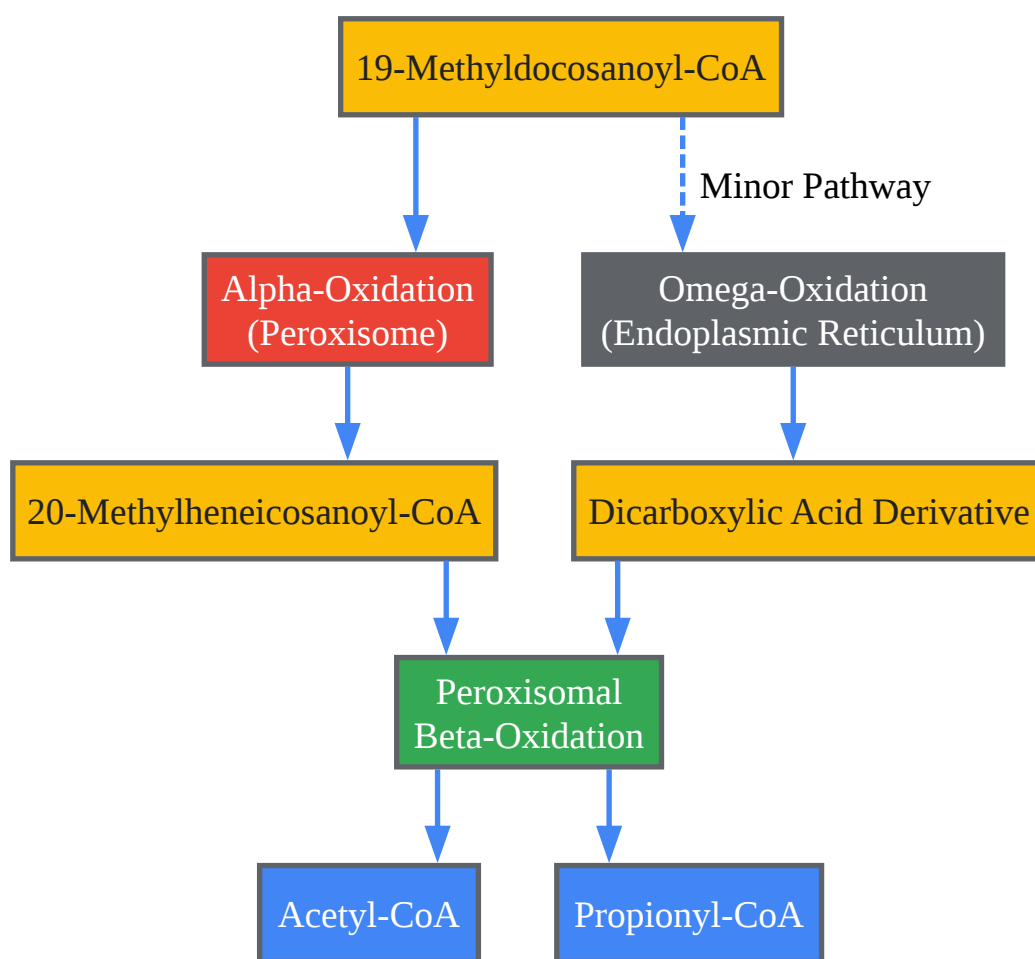 19-Methyldocosanoyl-CoA
Minor Pathway
Alpha-Oxidation
(Peroxisome)
Omega-Oxidation
(Endoplasmic Reticulum)
20-Methylheneicosanoyl-CoA
Dicarboxylic Acid Derivative
Peroxisomal
Beta-Oxidation
Acetyl-CoA
Propionyl-CoA